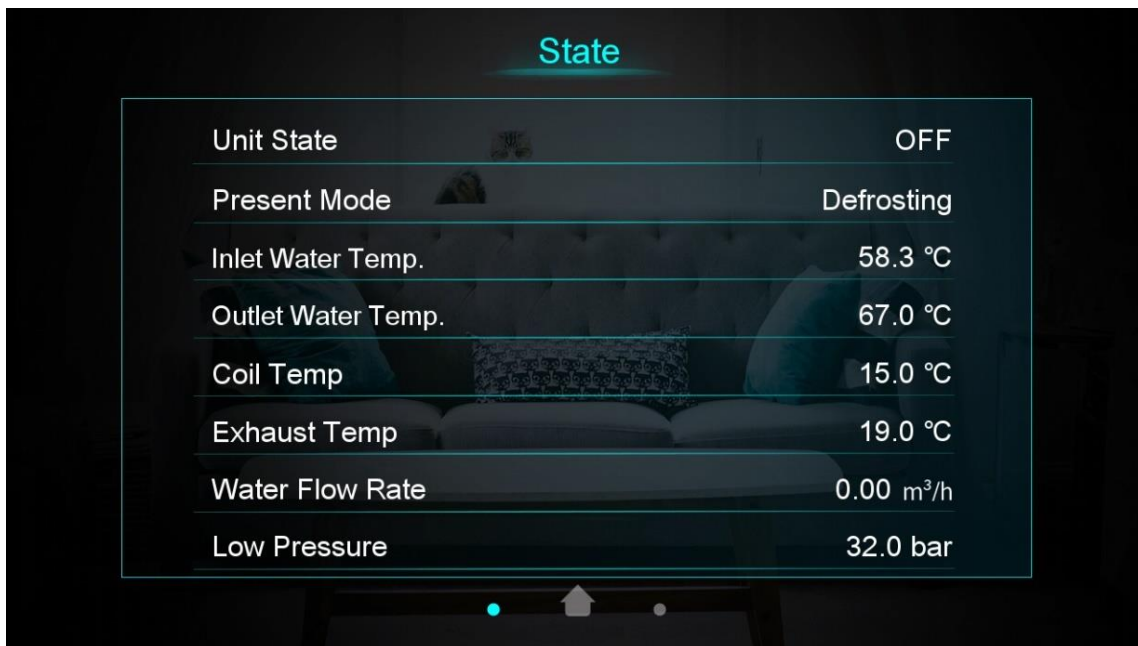 State
Unit State OFF
Present Mode Defrosting
Inlet Water Temp. 58.3 ℃
Outlet Water Temp. 67.0 ℃
Coil Temp 15.0 ℃
Exhaust Temp 19.0 ℃
Water Flow Rate 0.00 m³/h
Low Pressure 32.0 bar